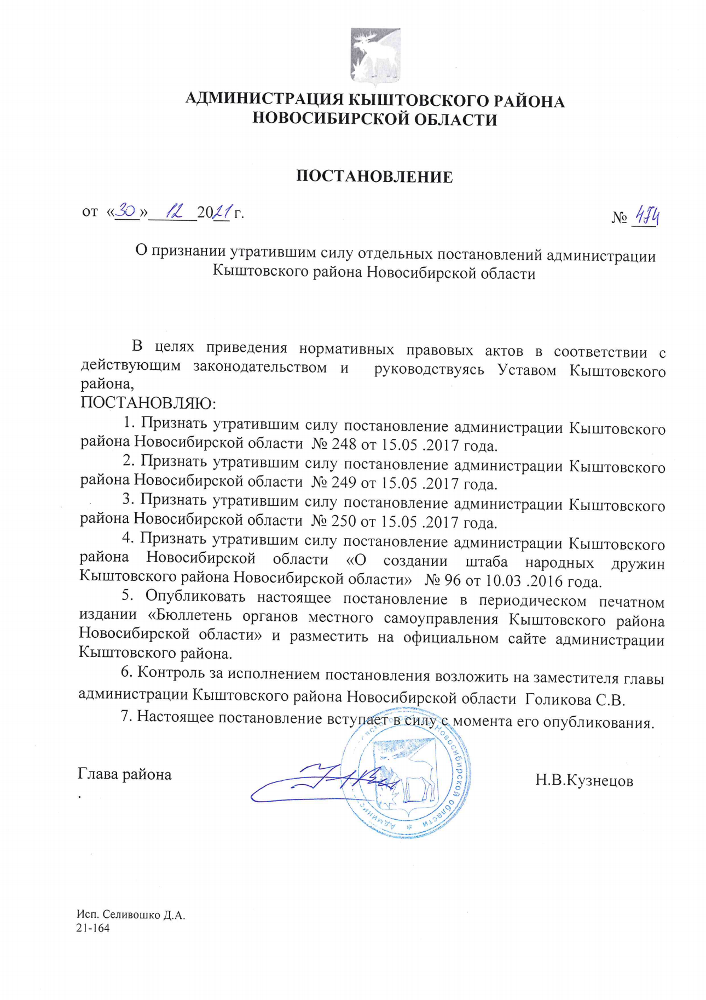 АДМИНИСТРАЦИЯ КЫШТОВСКОГО РАЙОНА
НОВОСИБИРСКОЙ ОБЛАСТИ
ПОСТАНОВЛЕНИЕ
от «30» 12 2021 г.
№ 474
О признании утратившим силу отдельных постановлений администрации
Кыштовского района Новосибирской области
В целях приведения нормативных правовых актов в соответствии с
действующим законодательством и руководствуясь Уставом Кыштовского
района,
ПОСТАНОВЛЯЮ:
1. Признать утратившим силу постановление администрации Кыштовского
района Новосибирской области № 248 от 15.05 .2017 года.
2. Признать утратившим силу постановление администрации Кыштовского
района Новосибирской области № 249 от 15.05 .2017 года.
3. Признать утратившим силу постановление администрации Кыштовского
района Новосибирской области № 250 от 15.05 .2017 года.
4. Признать утратившим силу постановление администрации Кыштовского
района Новосибирской области «О создании штаба народных дружин
Кыштовского района Новосибирской области» № 96 от 10.03 .2016 года.
5. Опубликовать настоящее постановление в периодическом печатном
издании «Бюллетень органов местного самоуправления Кыштовского района
Новосибирской области» и разместить на официальном сайте администрации
Кыштовского района.
6. Контроль за исполнением постановления возложить на заместителя главы
администрации Кыштовского района Новосибирской области Голикова С.В.
7. Настоящее постановление вступает в силу с момента его опубликования.
Глава района
Н.В.Кузнецов
.
Новосибирской области
Исп. Селивошко Д.А.
21-164